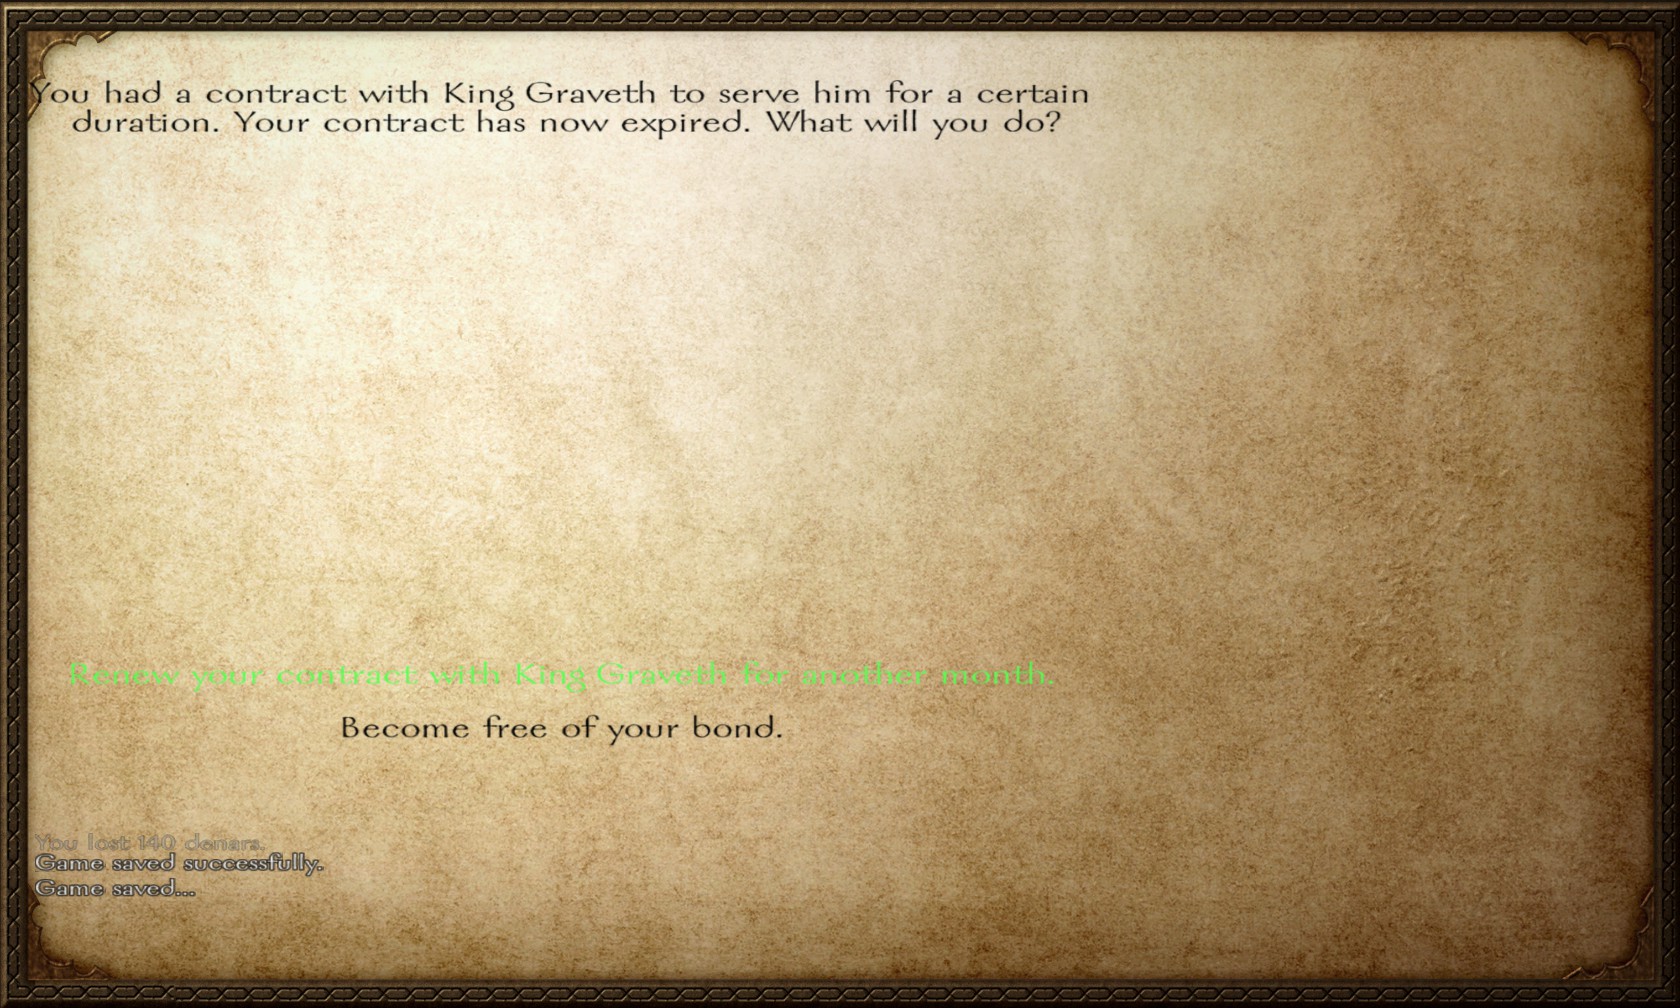 You had a contract with King Graveth to serve him for a certain
duration. Your contract has now expired. What will you do?
Renew your contract with King Graveth for another month.
Become free of your bond.
You lost 140 denars.
Game saved successfully.
Game saved...